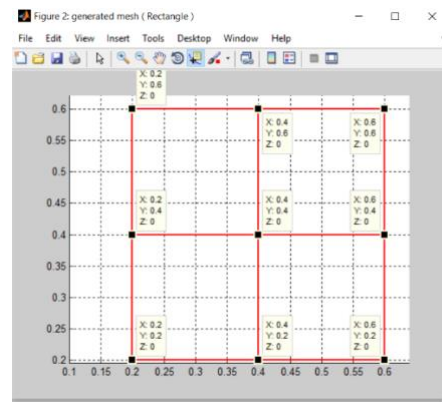 Figure 2: generated mesh ( Rectangle )
File Edit View Insert Tools Desktop Window Help
X: 0.2
Y: 0.6
Z: 0
X: 0.4
Y: 0.6
Z: 0
X: 0.6
Y: 0.6
Z: 0
X: 0.2
Y: 0.4
Z: 0
X: 0.4
Y: 0.4
Z: 0
X: 0.6
Y: 0.4
Z: 0
X: 0.2
Y: 0.2
Z: 0
X: 0.4
Y: 0.2
Z: 0
X: 0.6
Y: 0.2
Z: 0
0.6
0.55
0.5
0.45
0.4
0.35
0.3
0.25
0.2
0.1 0.15 0.2 0.25 0.3 0.35 0.4 0.45 0.5 0.55 0.6